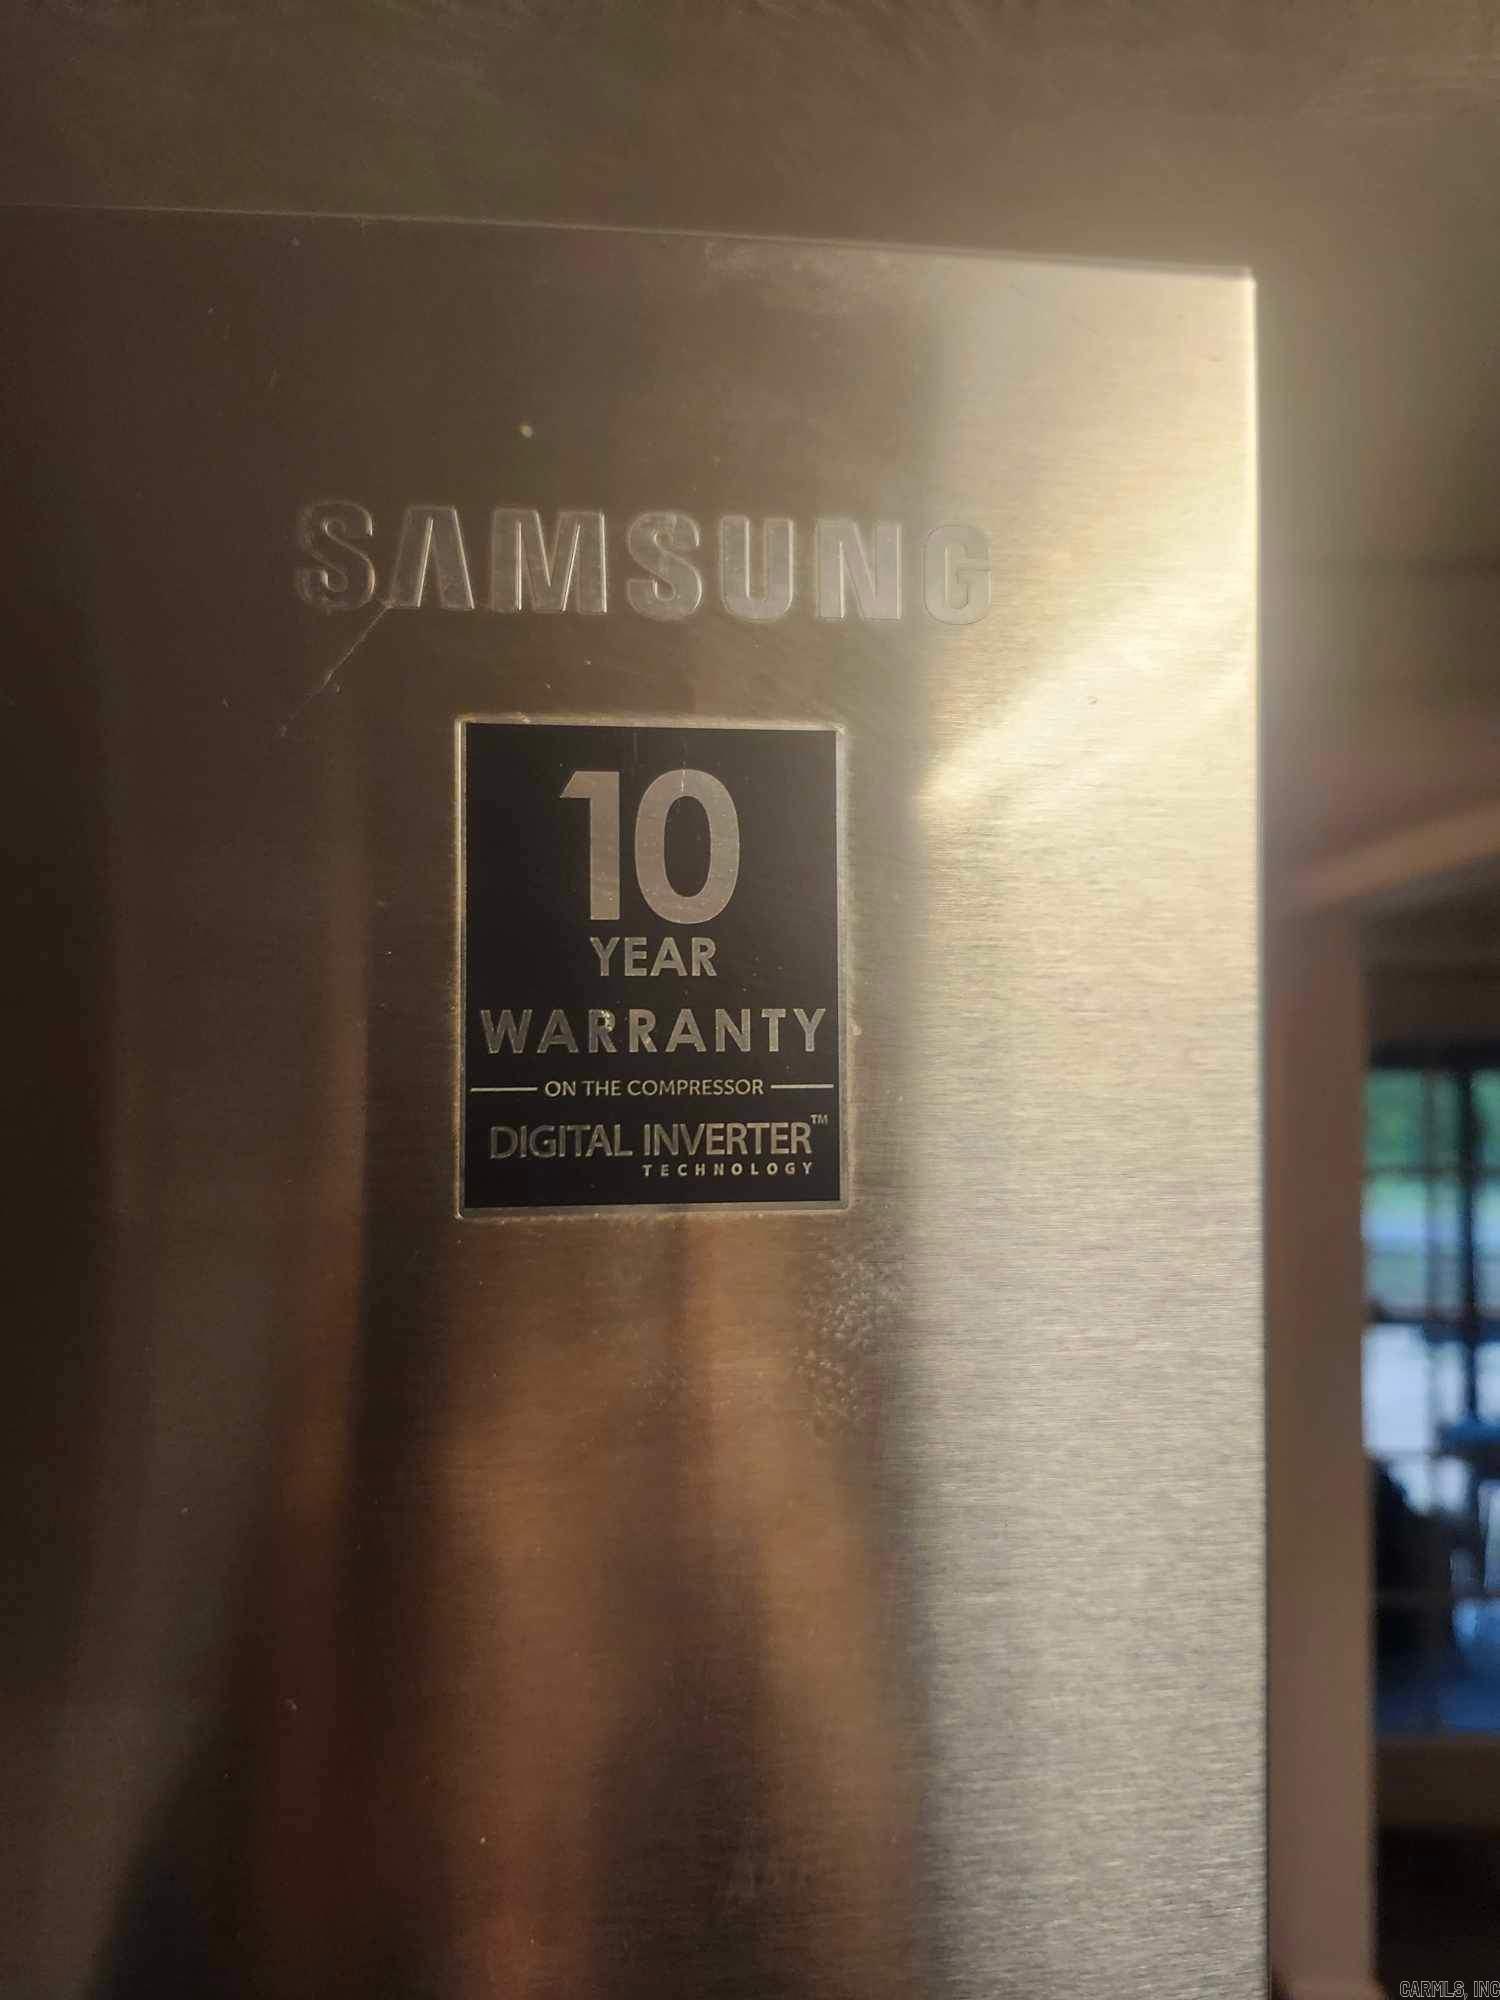 SAMSUNG
10
YEAR
WARRANTY
ON THE COMPRESSOR
DIGITAL INVERTER™
TECHNOLOGY
CARMLS, INC